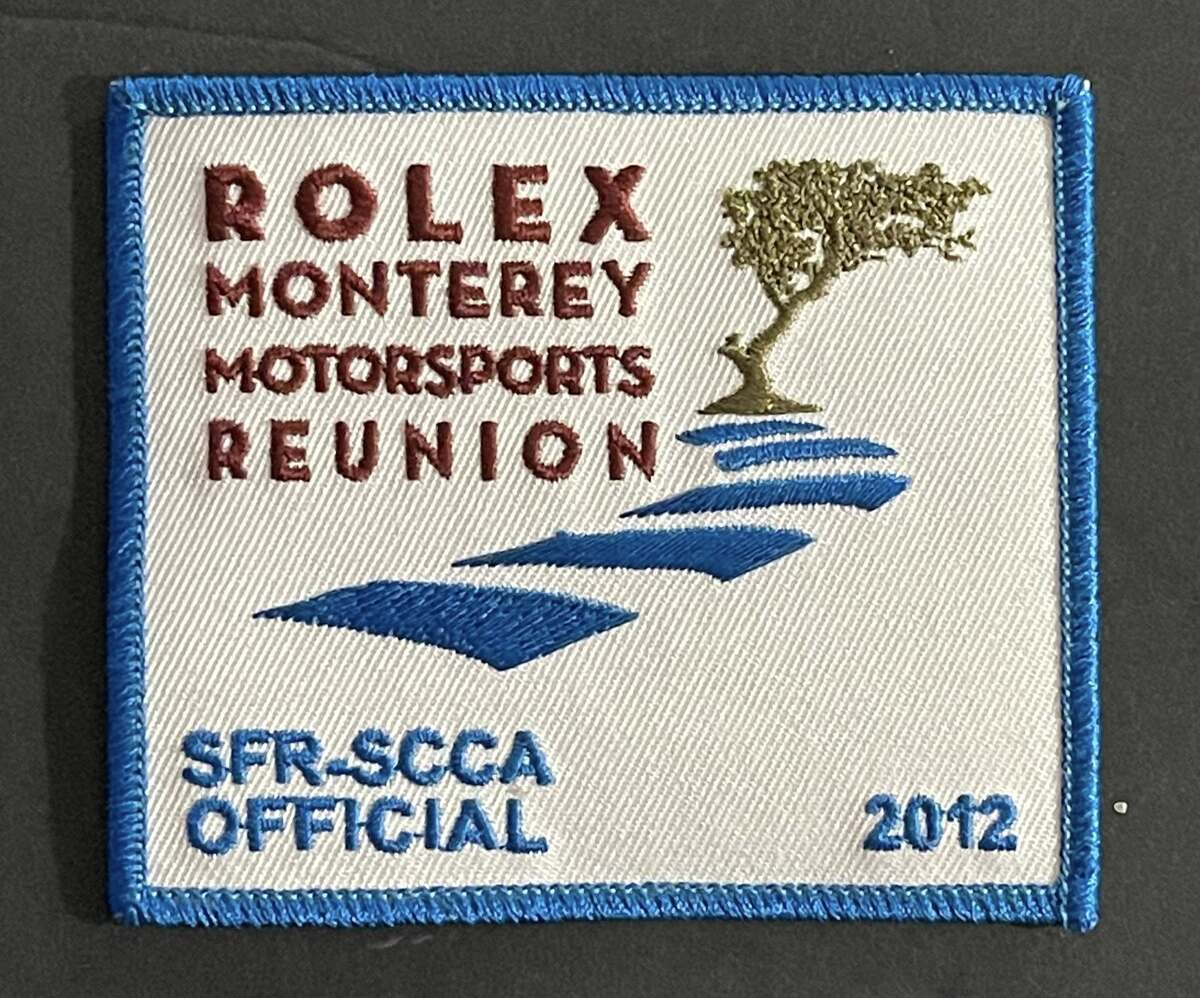 ROLEX
MONTEREY
MOTORSPORTS
REUNION
SFR-SCCA
OFFICIAL
2012